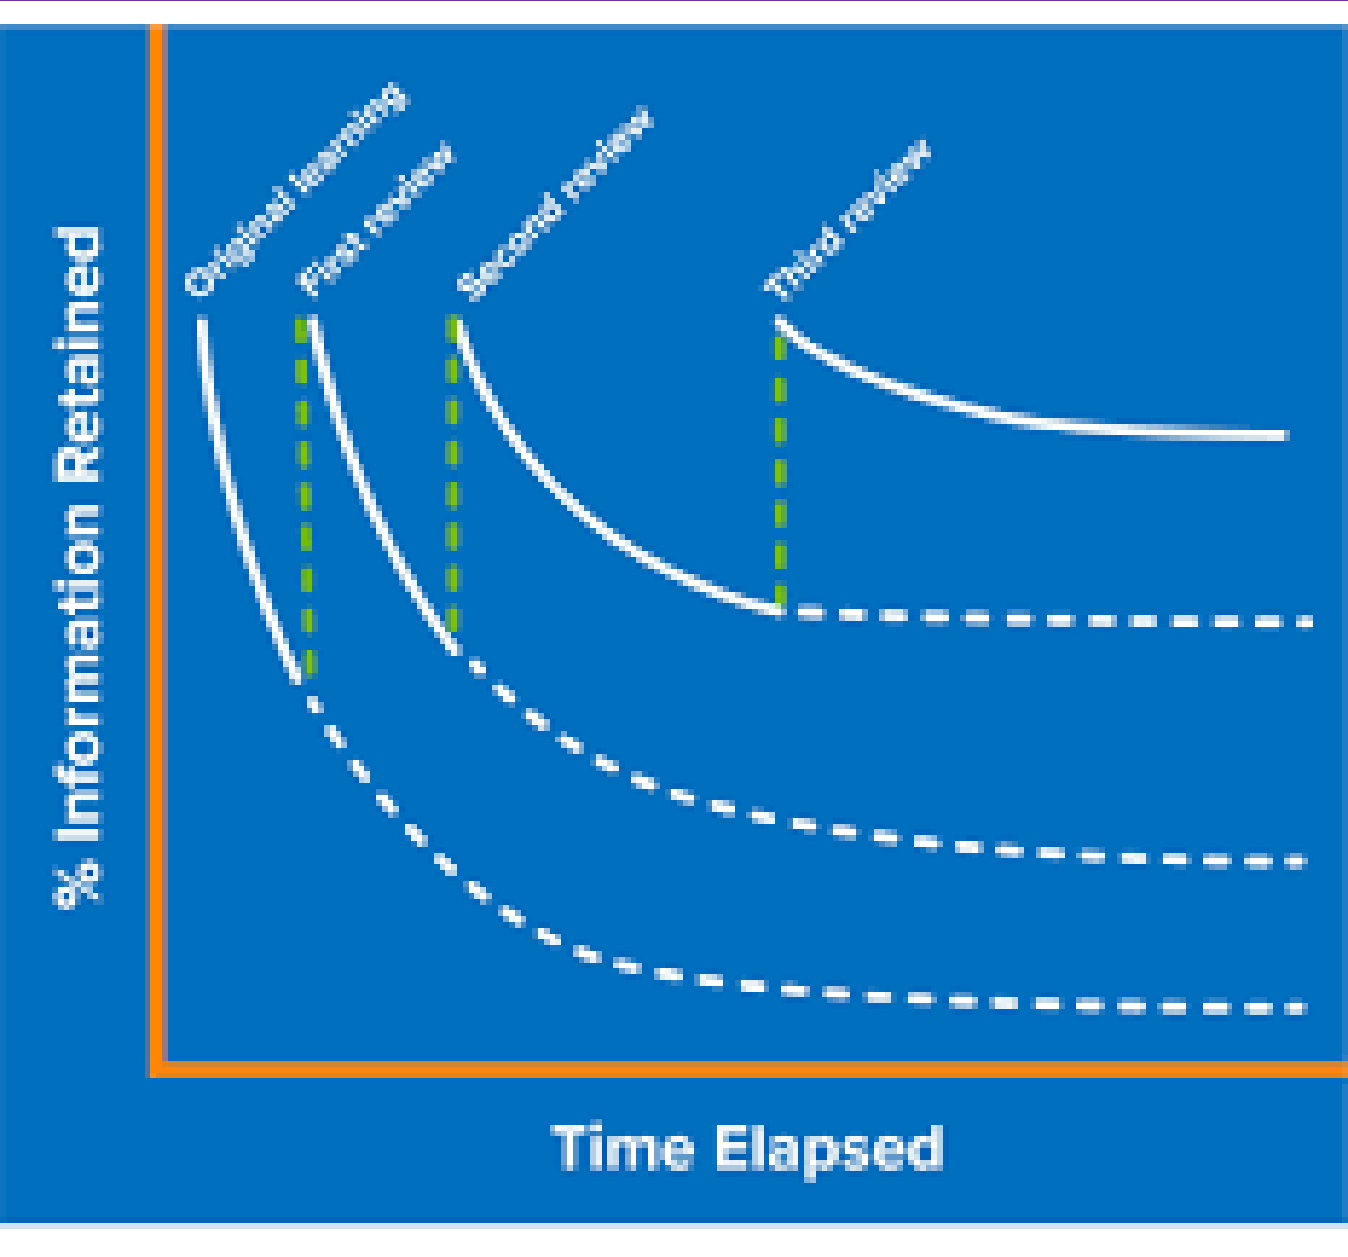 Original learning
First review
Second review
Third review
% Information Retained
Time Elapsed